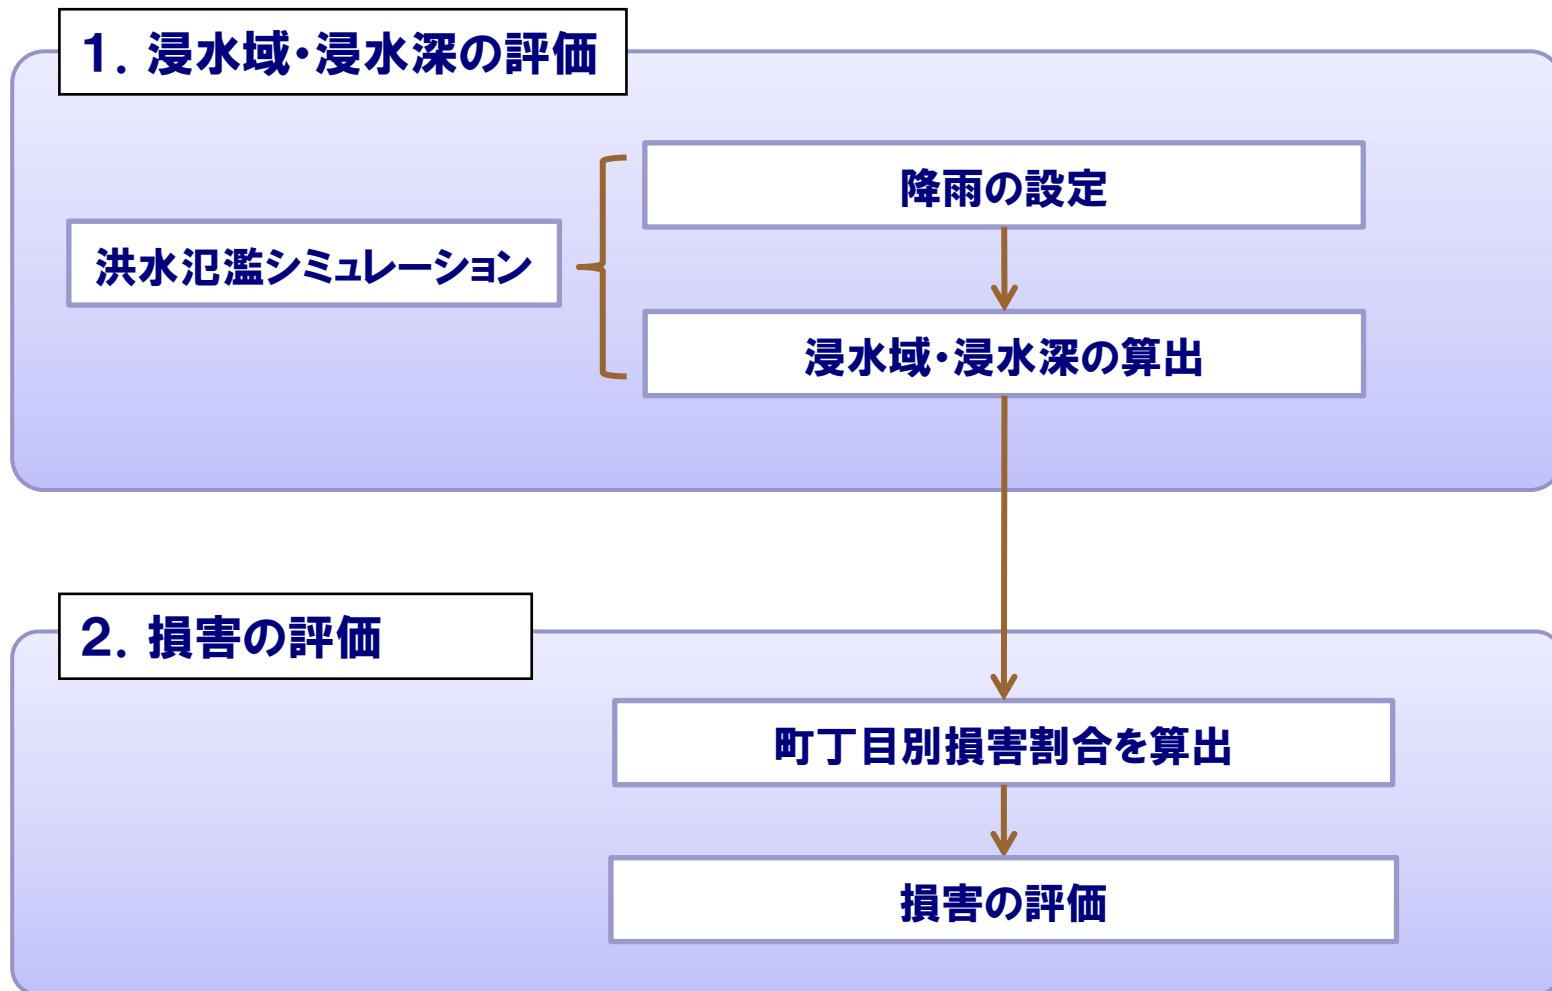 1. 浸水域・浸水深の評価
降雨の設定
洪水氾濫シミュレーション
浸水域・浸水深の算出
2. 損害の評価
町丁目別損害割合を算出
損害の評価